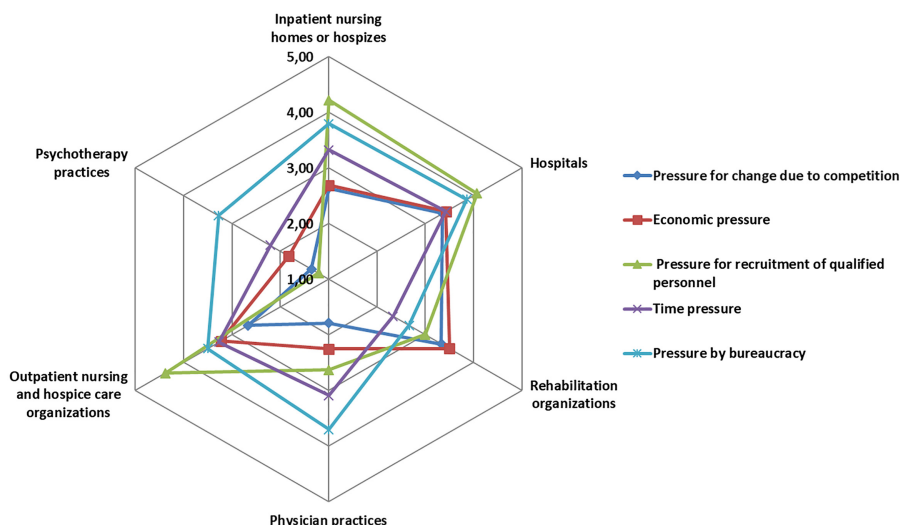 Inpatient nursing
homes or hospizes
5,00
4,00
3,00
2,00
1,00
Hospitals
Rehabilitation
organizations
Physician practices
Outpatient nursing
and hospice care
organizations
Psychotherapy
practices
Pressure for change due to competition
Economic pressure
Pressure for recruitment of qualified
personnel
Time pressure
Pressure by bureaucracy